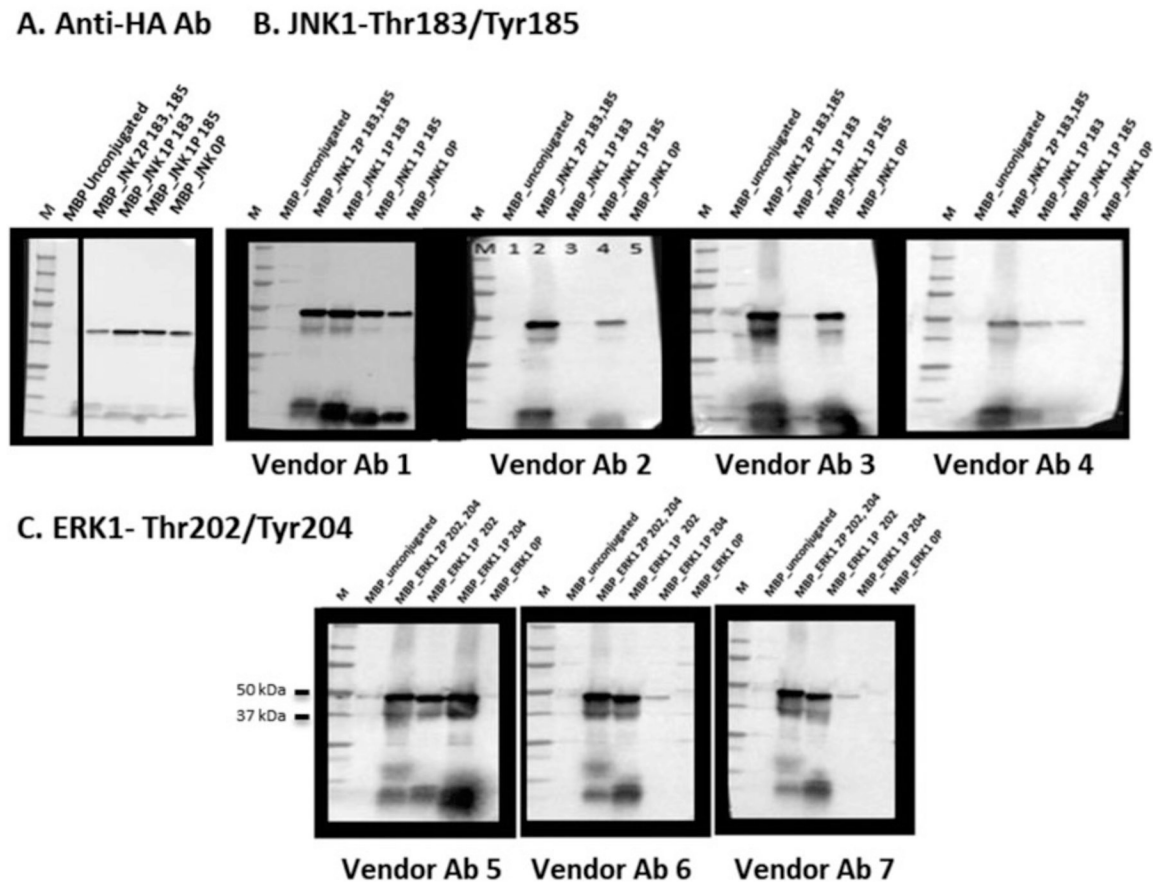 A. Anti-HA Ab
B. JNK1-Thr183/Tyr185
M
MBP Unconjugated
MBP_JNK 2P 183, 185
MBP_JNK 1P 183
MBP_JNK 1P 185
MBP_JNK 0P
M
MBP_unconjugated
MBP_JNK1 2P 183,185
MBP_JNK1 1P 183
MBP_JNK1 1P 185
MBP_JNK1 0P
M
MBP_unconjugated
MBP_JNK1 2P 183,185
MBP_JNK1 1P 183
MBP_JNK1 1P 185
MBP_JNK1 0P
M
MBP_unconjugated
MBP_JNK1 2P 183,185
MBP_JNK1 1P 183
MBP_JNK1 1P 185
MBP_JNK1 0P
M
MBP_unconjugated
MBP_JNK1 2P 183,185
MBP_JNK1 1P 183
MBP_JNK1 1P 185
MBP_JNK1 0P
M 1 2 3 4 5
Vendor Ab 1
Vendor Ab 2
Vendor Ab 3
Vendor Ab 4
C. ERK1- Thr202/Tyr204
M
MBP_unconjugated
MBP_ERK1 2P 202, 204
MBP_ERK1 1P 202
MBP_ERK1 1P 204
MBP_ERK1 0P
M
MBP_unconjugated
MBP_ERK1 2P 202, 204
MBP_ERK1 1P 202
MBP_ERK1 1P 204
MBP_ERK1 0P
M
MBP_unconjugated
MBP_ERK1 2P 202, 204
MBP_ERK1 1P 202
MBP_ERK1 1P 204
MBP_ERK1 0P
50 kDa
37 kDa
Vendor Ab 5
Vendor Ab 6
Vendor Ab 7